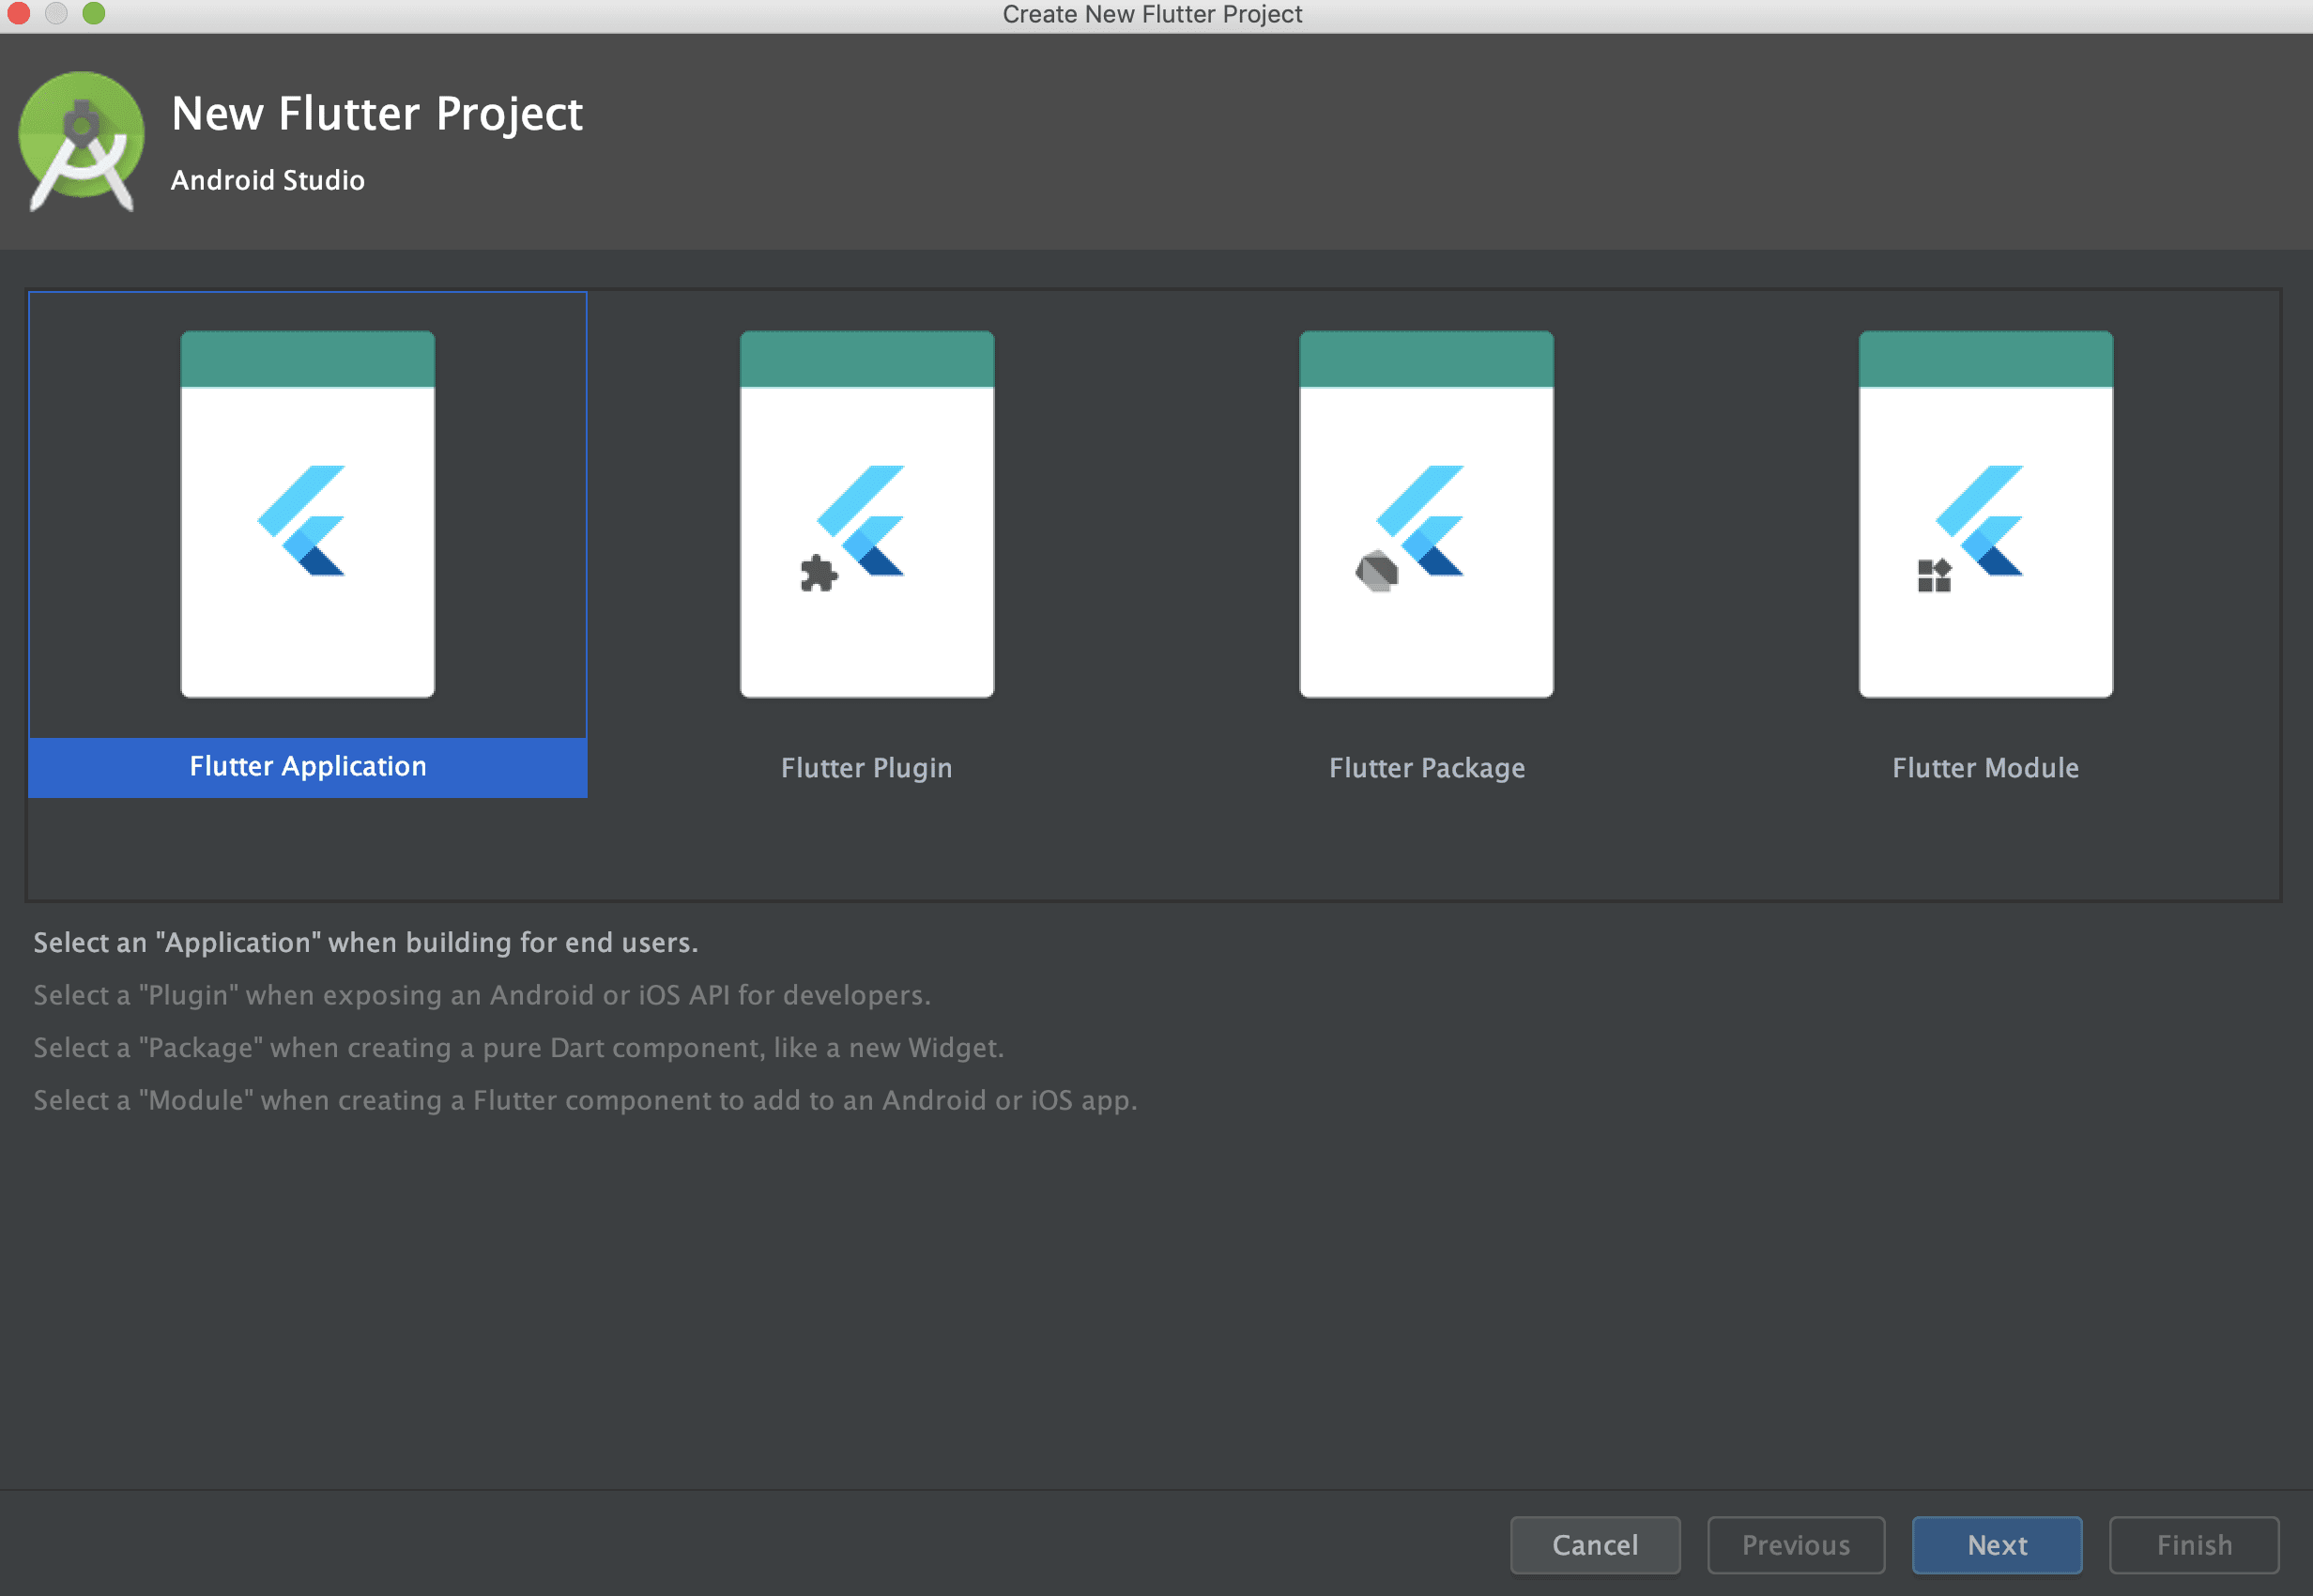 Create New Flutter Project
New Flutter Project
Android Studio
Flutter Application
Flutter Plugin
Flutter Package
Flutter Module
Select an "Application" when building for end users.
Select a "Plugin" when exposing an Android or iOS API for developers.
Select a "Package" when creating a pure Dart component, like a new Widget.
Select a "Module" when creating a Flutter component to add to an Android or iOS app.
Cancel
Previous
Next
Finish